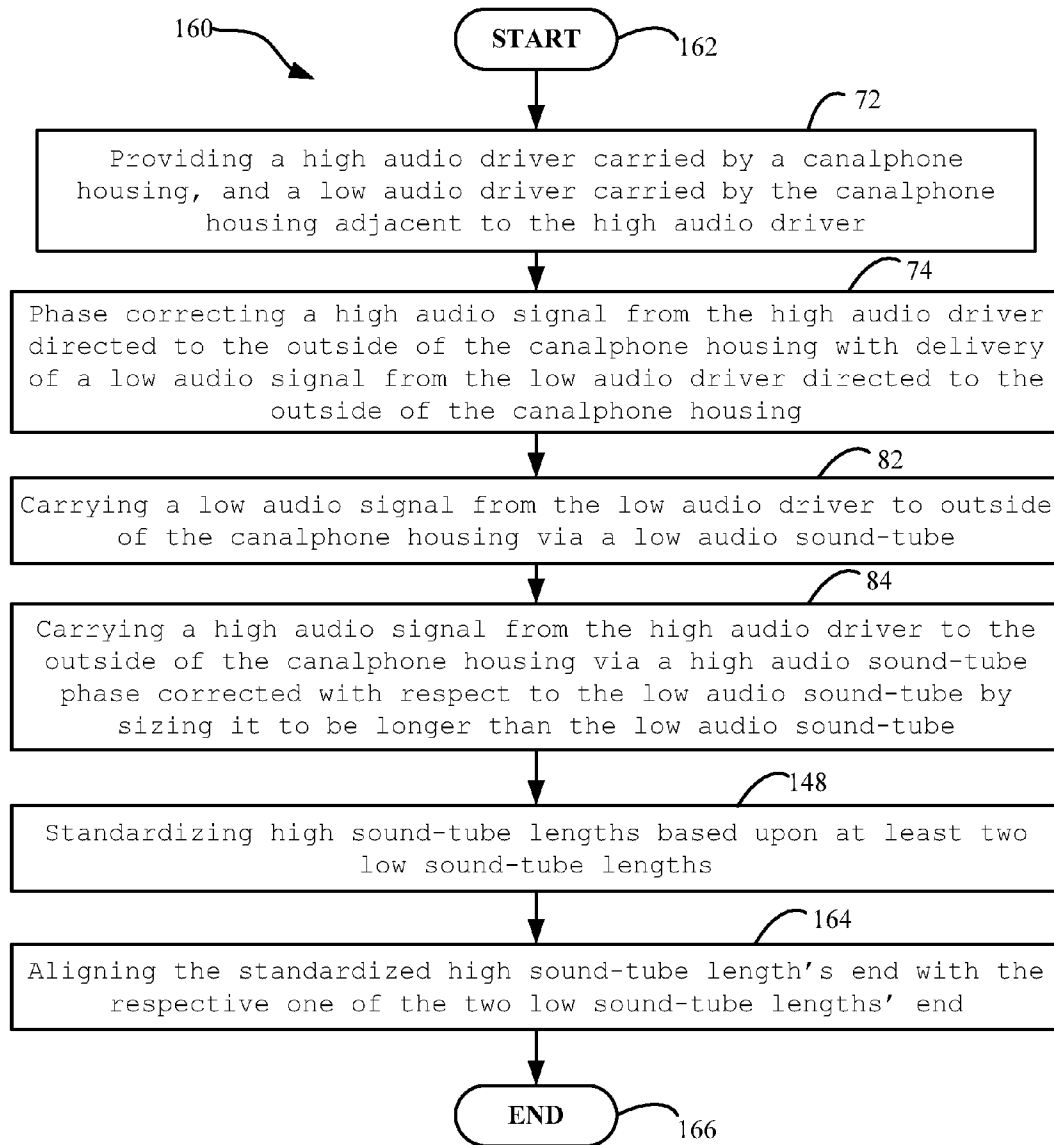 160
START
162
72
Providing a high audio driver carried by a canalphone
housing, and a low audio driver carried by the canalphone
housing adjacent to the high audio driver
74
Phase correcting a high audio signal from the high audio driver
directed to the outside of the canalphone housing with delivery
of a low audio signal from the low audio driver directed to the
outside of the canalphone housing
82
Carrying a low audio signal from the low audio driver to outside
of the canalphone housing via a low audio sound-tube
84
Carrying a high audio signal from the high audio driver to the
outside of the canalphone housing via a high audio sound-tube
phase corrected with respect to the low audio sound-tube by
sizing it to be longer than the low audio sound-tube
148
Standardizing high sound-tube lengths based upon at least two
low sound-tube lengths
164
Aligning the standardized high sound-tube length’s end with the
respective one of the two low sound-tube lengths’ end
END
166